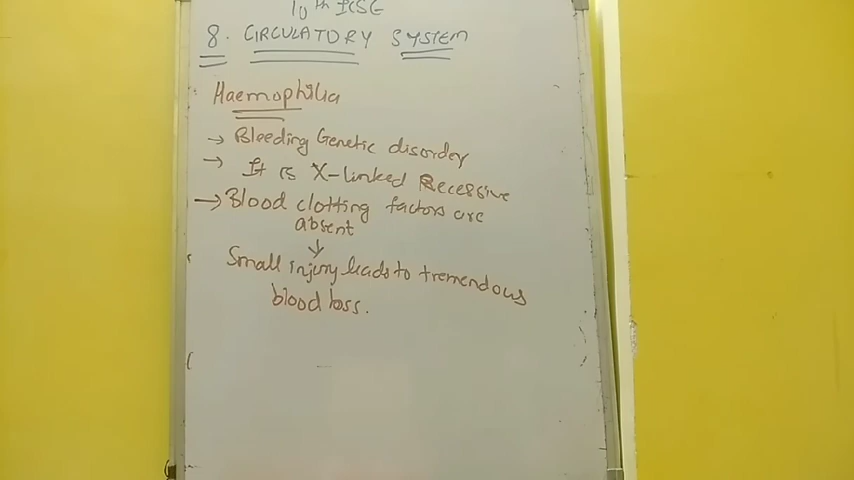 10th ICSE
8. CIRCULATORY SYSTEM
Haemophilia
→ Bleeding Genetic disorder
→ It is X-linked Recessive
→ Blood clotting factors are
absent
↓
Small injury leads to tremendous
blood loss.